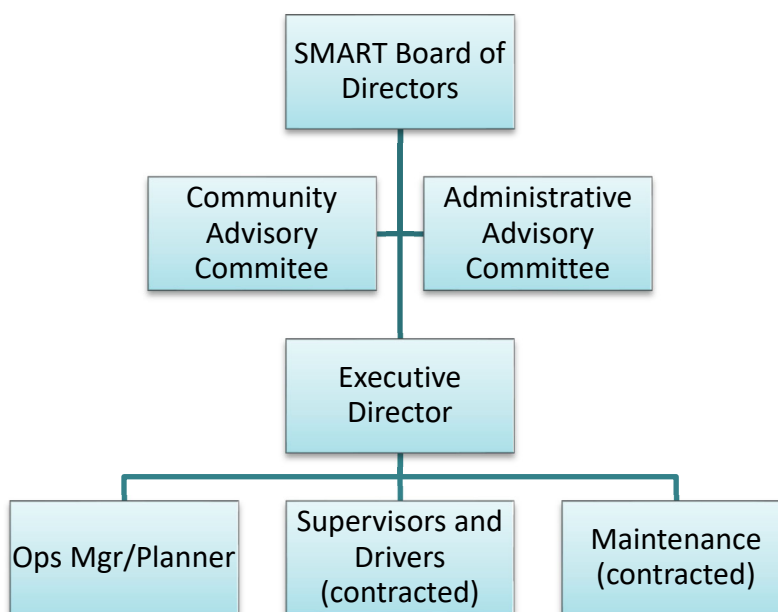 SMART Board of
Directors
Community
Advisory
Commitee
Administrative
Advisory
Committee
Executive
Director
Ops Mgr/Planner
Supervisors and
Drivers
(contracted)
Maintenance
(contracted)